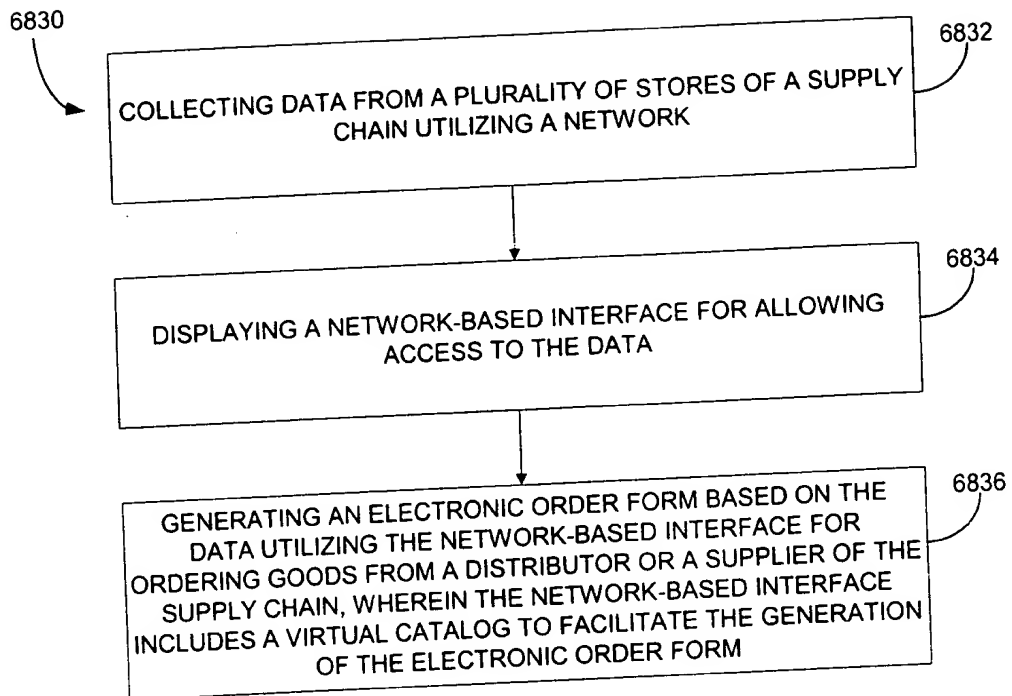 6830
6832
COLLECTING DATA FROM A PLURALITY OF STORES OF A SUPPLY
CHAIN UTILIZING A NETWORK
6834
DISPLAYING A NETWORK-BASED INTERFACE FOR ALLOWING
ACCESS TO THE DATA
6836
GENERATING AN ELECTRONIC ORDER FORM BASED ON THE
DATA UTILIZING THE NETWORK-BASED INTERFACE FOR
ORDERING GOODS FROM A DISTRIBUTOR OR A SUPPLIER OF THE
SUPPLY CHAIN, WHEREIN THE NETWORK-BASED INTERFACE
INCLUDES A VIRTUAL CATALOG TO FACILITATE THE GENERATION
OF THE ELECTRONIC ORDER FORM